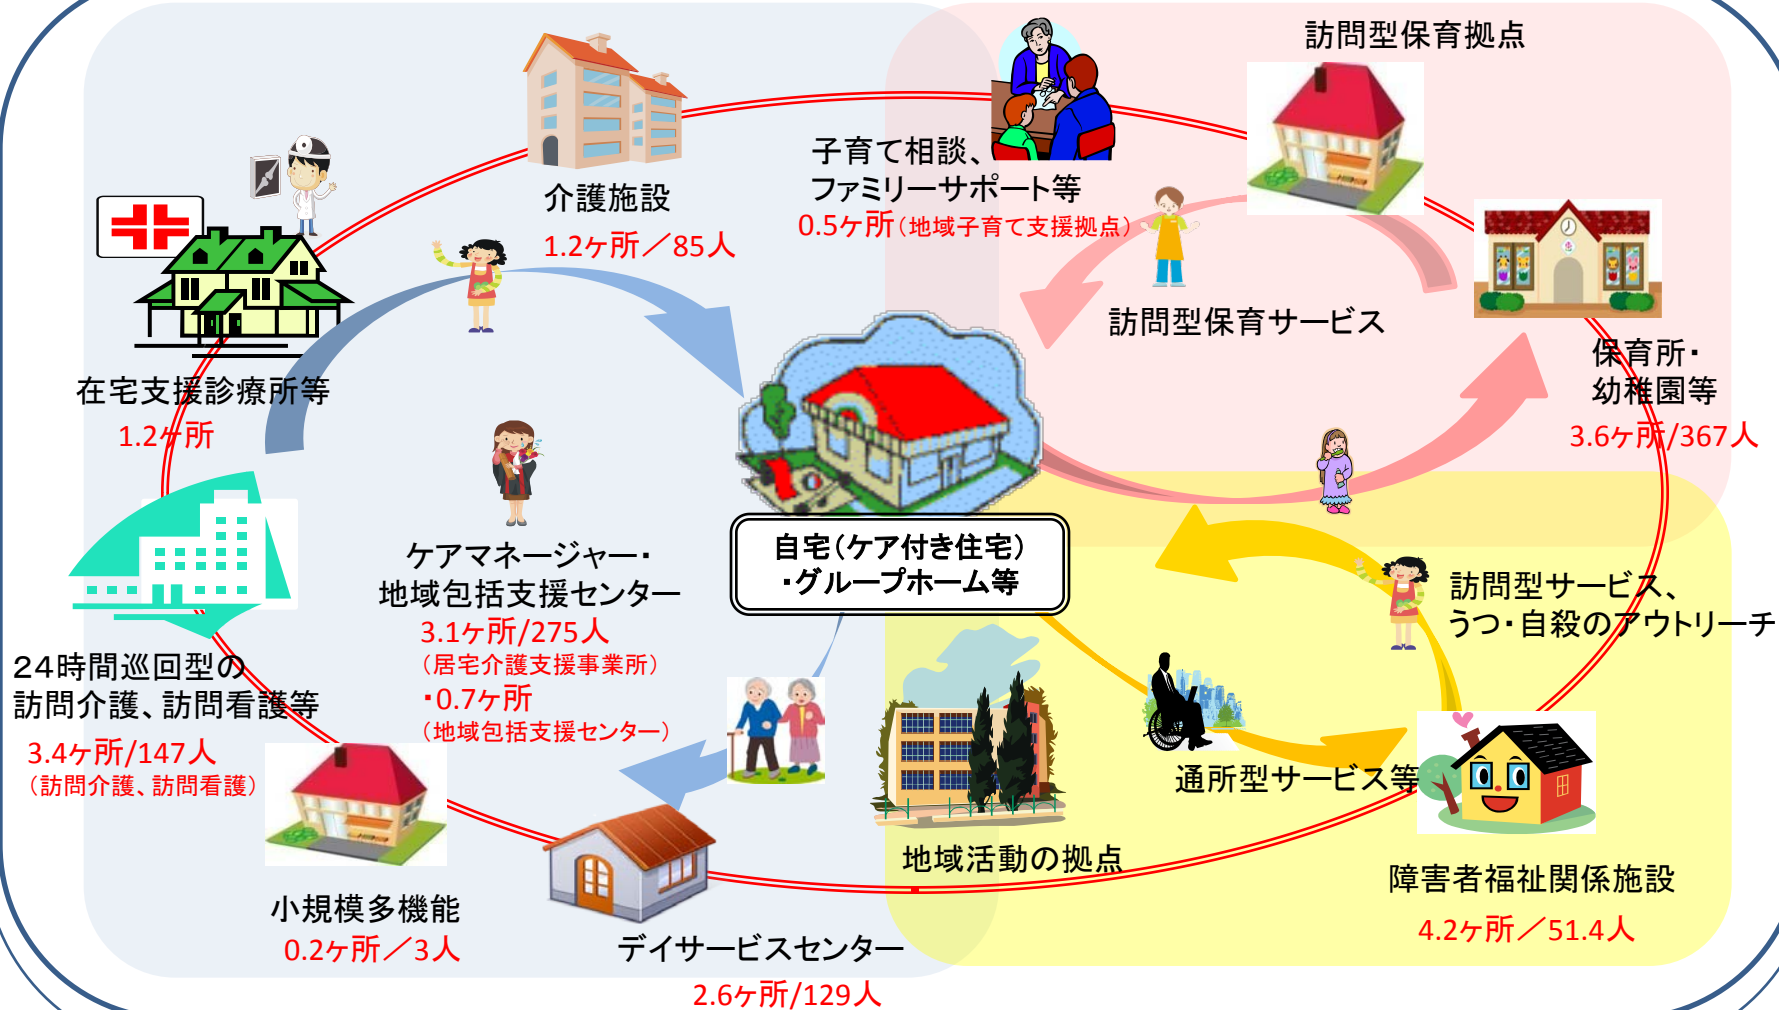 訪問型保育拠点
子育て相談、
ファミリーサポート等
0.5ケ所(地域子育て支援拠点)
介護施設
1.2ケ所／85人
訪問型保育サービス
保育所・
幼稚園等
3.6ケ所/367人
在宅支援診療所等
1.2ケ所
自宅(ケア付き住宅)
・グループホーム等
ケアマネージャー・
地域包括支援センター
3.1ケ所/275人
(居宅介護支援事業所)
・0.7ケ所
(地域包括支援センター)
訪問型サービス、
うつ・自殺のアウトリーチ
24時間巡回型の
訪問介護、訪問看護等
3.4ケ所/147人
(訪問介護、訪問看護)
通所型サービス等
地域活動の拠点
障害者福祉関係施設
4.2ケ所／51.4人
小規模多機能
0.2ケ所／3人
デイサービスセンター
2.6ケ所/129人